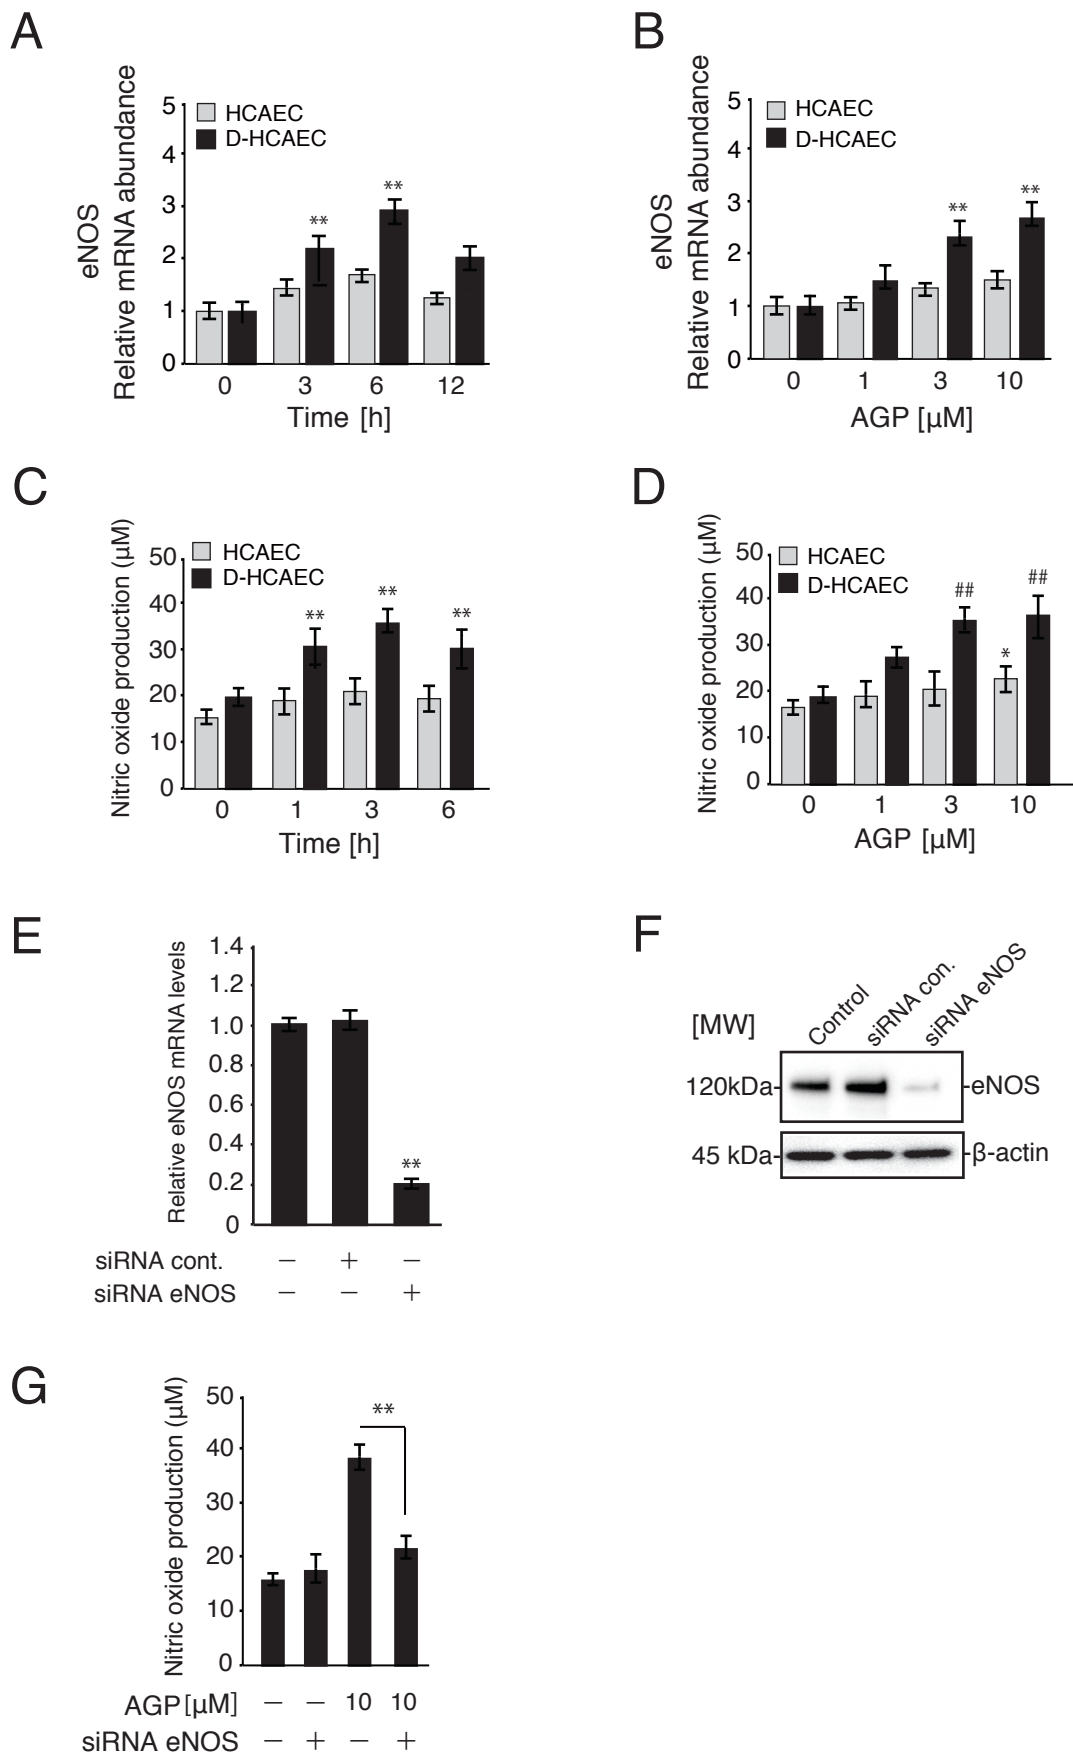 A
eNOS
Relative mRNA abundance
5
4
3
2
1
0
HCAEC
D-HCAEC
**
**
0 3 6 12
Time [h]
B
eNOS
Relative mRNA abundance
5
4
3
2
1
0
HCAEC
D-HCAEC
**
**
0 1 3 10
AGP [µM]
C
Nitric oxide production (µM)
50
40
30
20
10
0
HCAEC
D-HCAEC
**
**
**
0 1 3 6
Time [h]
D
Nitric oxide production (µM)
50
40
30
20
10
0
HCAEC
D-HCAEC
##
*
##
0 1 3 10
AGP [µM]
E
Relative eNOS mRNA levels
1.4
1.2
1.0
0.8
0.6
0.4
0.2
0
**
siRNA cont. − + −
siRNA eNOS − − +
F
[MW]
Control
siRNA con.
siRNA eNOS
120kDa
eNOS
45 kDa
β-actin
G
Nitric oxide production (µM)
50
40
30
20
10
0
**
AGP[µM] − − 10 10
siRNA eNOS − + − +